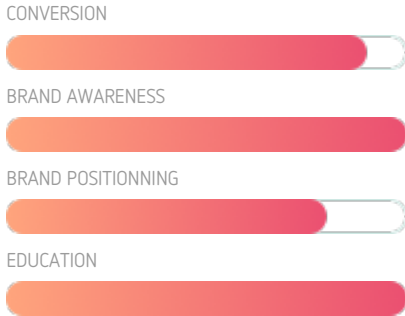 CONVERSION
BRAND AWARENESS
BRAND POSITIONNING
EDUCATION